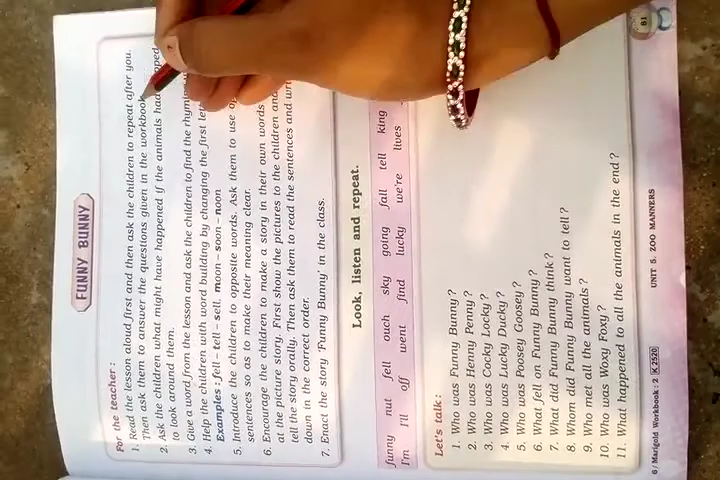 FUNNY BUNNY
For the teacher :
1. Read the lesson aloud first and then ask the children to repeat after you.
Then ask them to answer the questions given in the workbook
2. Ask the children what might have happened if the animals had
to look around them.
3. Give a word from the lesson and ask the children to find the
4. Help the children with word building by changing the first
Examples : fell – tell – sell. moon – soon – noon
5. Introduce the children to opposite words. Ask them to use
sentences so as to make their meaning clear.
6. Encourage the children to make a story in their own words
at the picture story. First show the pictures to the children and
tell the story orally. Then ask them to read the sentences and
down in the correct order.
7. Enact the story 'Funny Bunny' in the class.
Look, listen and repeat.
funny nut fell ouch sky going fall tell king
I'm I'll off went find lucky we're lives
Let's talk :
1. Who was Funny Bunny?
2. Who was Henny Penny?
3. Who was Cocky Locky?
4. Who was Lucky Ducky?
5. Who was Poosey Goosey?
6. What fell on Funny Bunny?
7. What did Funny Bunny think?
8. Whom did Funny Bunny want to tell?
9. Who met all the animals?
10. Who was Woxy Foxy?
11. What happened to all the animals in the end?
6/Marigold Workbook : 2 K 2520 UNIT 5. ZOO MANNERS 61